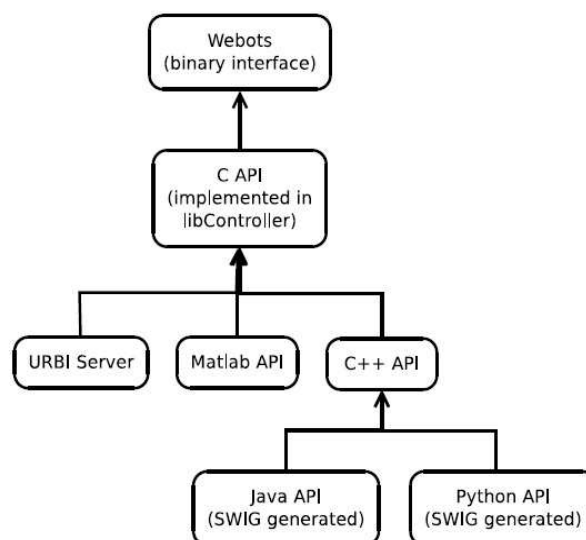 Webots
(binary interface)
C API
(implemented in
libController)
URBI Server
Matlab API
C++ API
Java API
(SWIG generated)
Python API
(SWIG generated)